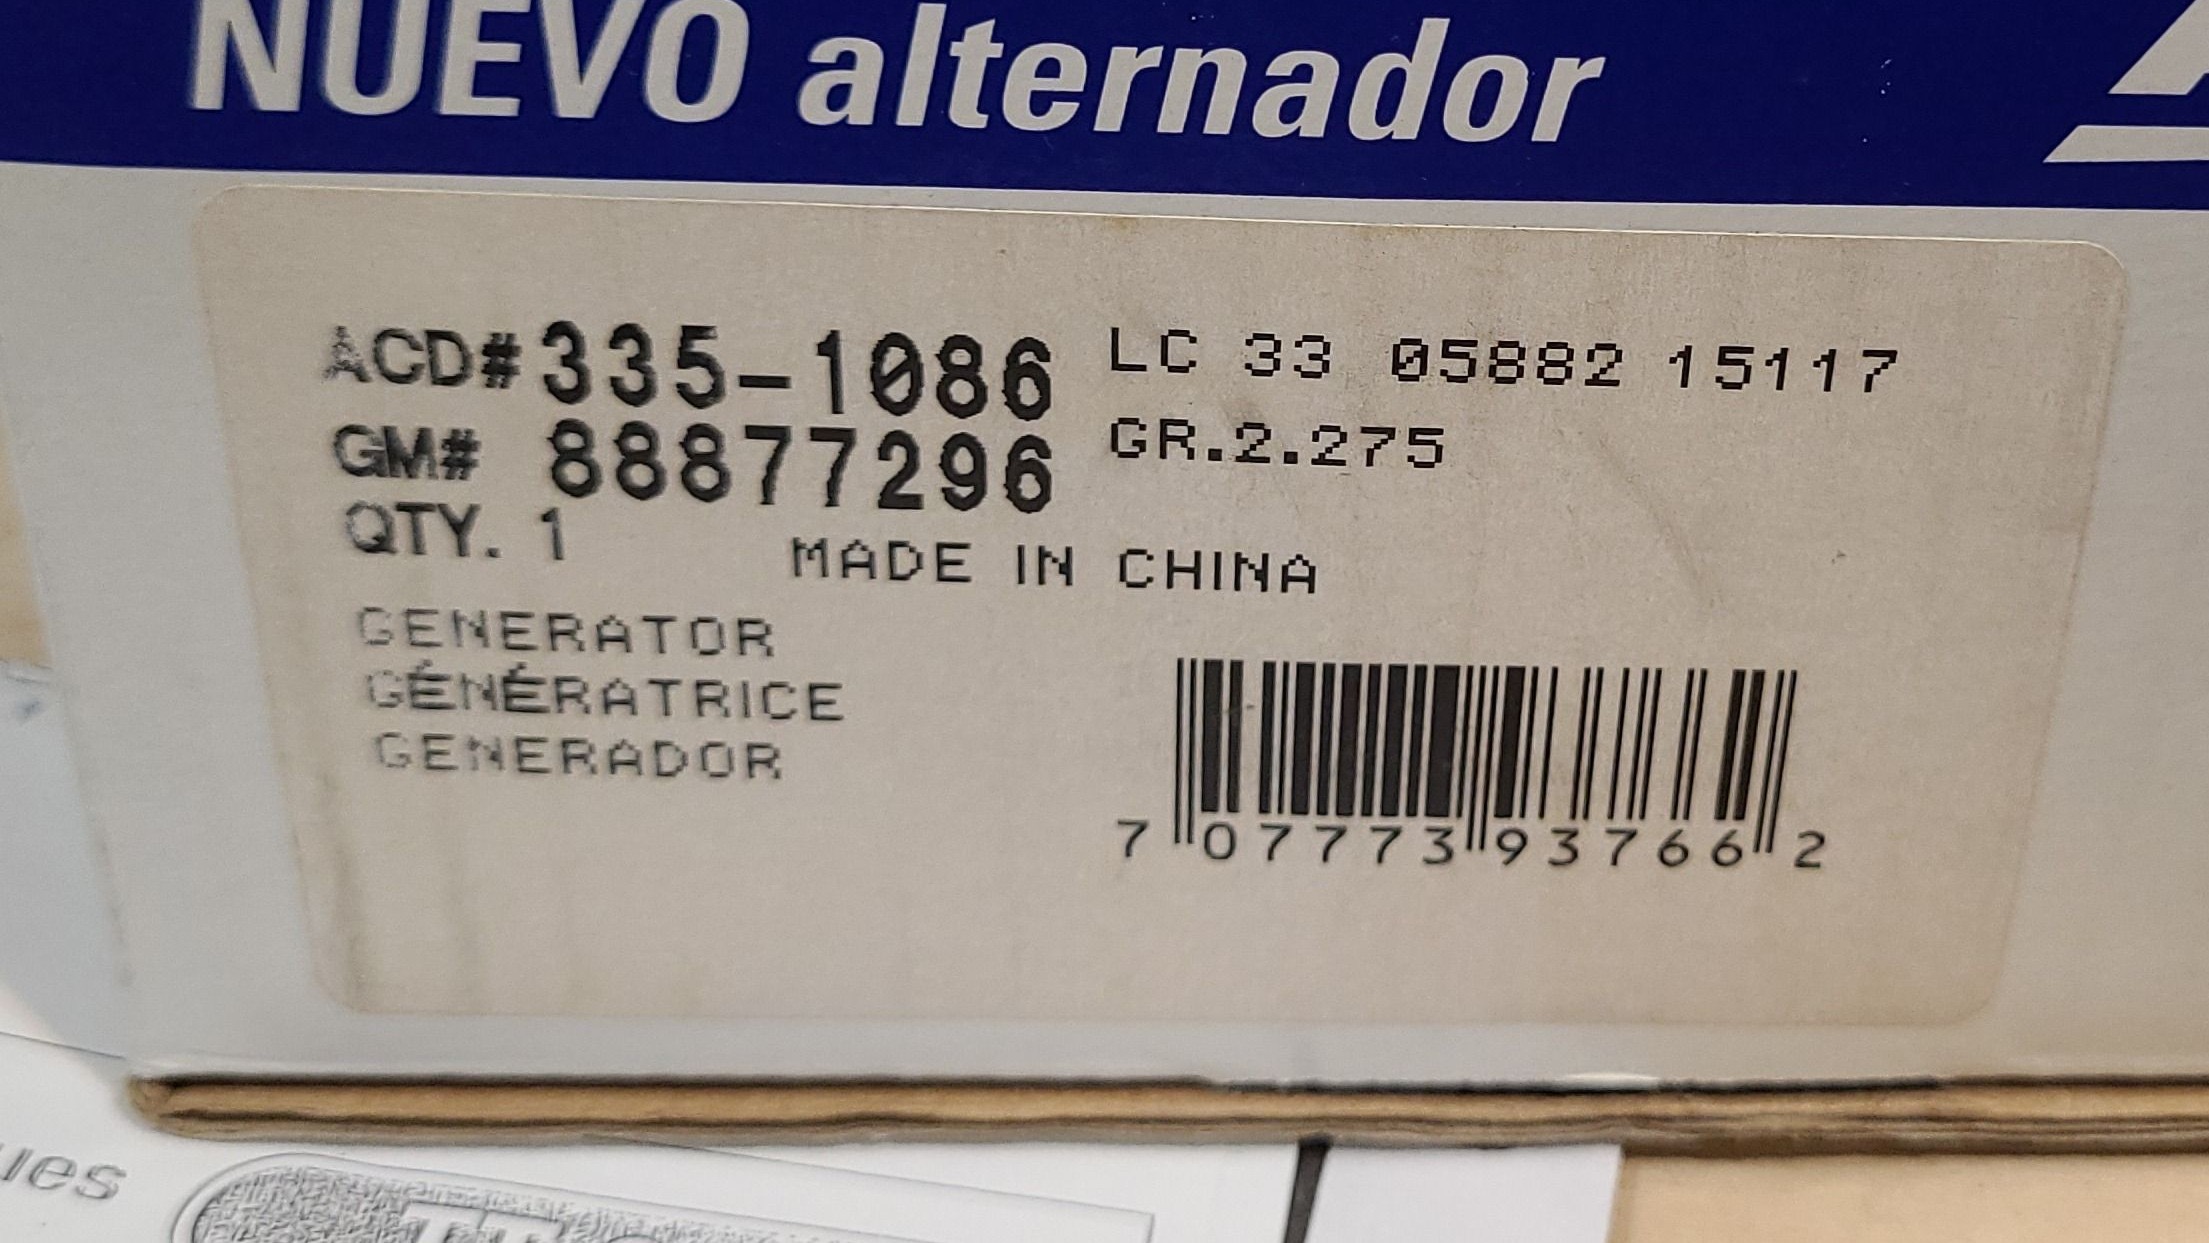 NUEVO alternador
ACD# 335-1086 LC 33 05882 15117
GM# 88877296 GR.2.275
QTY. 1 MADE IN CHINA
GENERATOR
GÉNÉRATRICE
GENERADOR
7 07773 93766 2